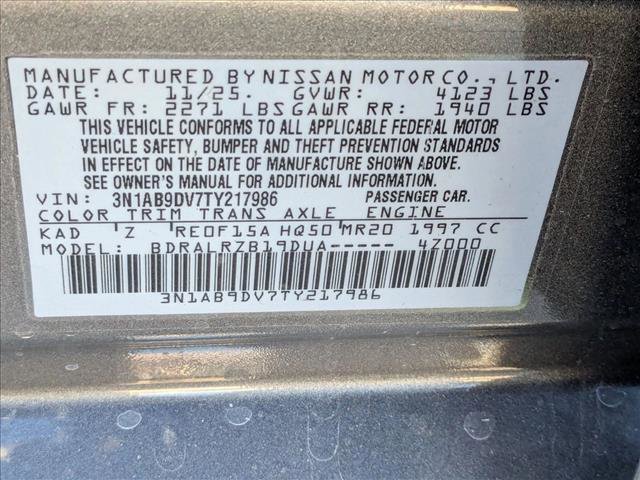 MANUFACTURED BY NISSAN MOTOR CO., LTD.
DATE: 11/25. GVWR: 4123 LBS
GAWR FR: 2271 LBS GAWR RR: 1940 LBS
THIS VEHICLE CONFORMS TO ALL APPLICABLE FEDERAL MOTOR
VEHICLE SAFETY, BUMPER AND THEFT PREVENTION STANDARDS
IN EFFECT ON THE DATE OF MANUFACTURE SHOWN ABOVE.
SEE OWNER'S MANUAL FOR ADDITIONAL INFORMATION
VIN: 3N1AB9DV7TY217986 PASSENGER CAR.
COLOR TRIM TRANS AXLE ENGINE
KAD Z RE0F15A HQ50 MR20 1997 CC
MODEL: BDRALRZB19DUA----- 4Z000
3N1AB9DV7TY217986